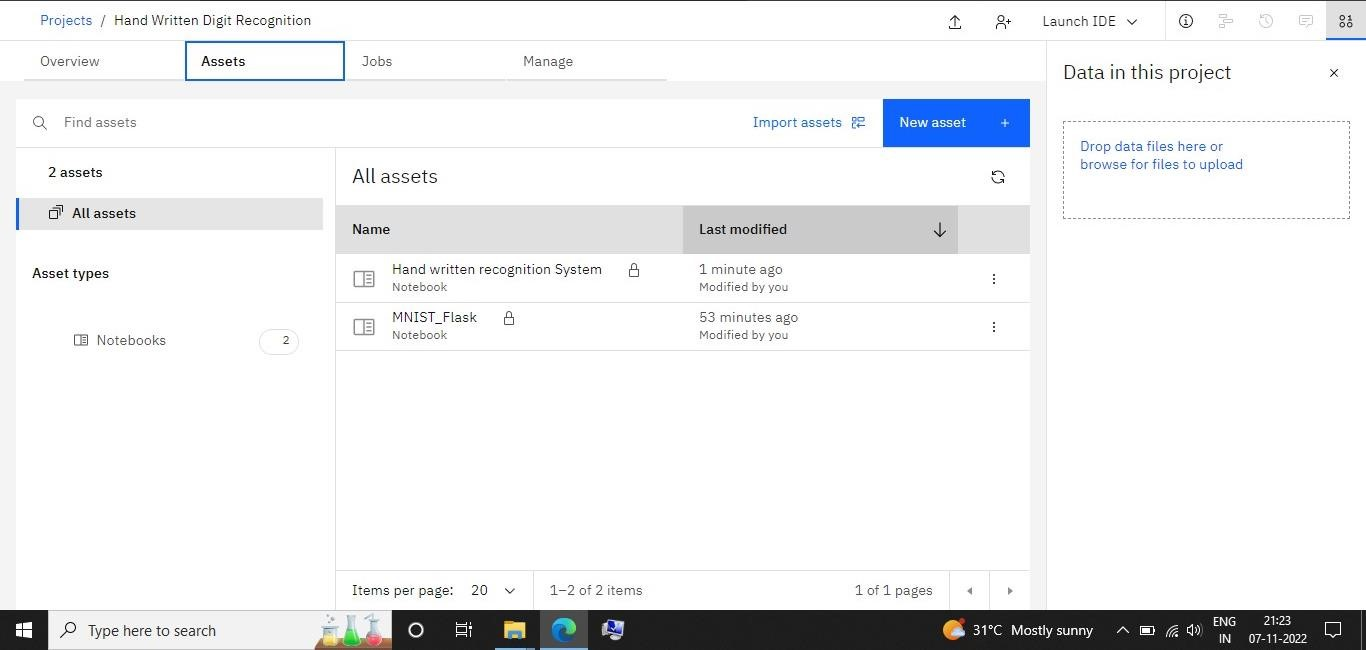 Projects / Hand Written Digit Recognition
Launch IDE
Overview
Assets
Jobs
Manage
Data in this project
Find assets
Import assets
New asset +
Drop data files here or
browse for files to upload
2 assets
All assets
Asset types
Notebooks 2
All assets
Name Last modified
Hand written recognition System 1 minute ago
Notebook Modified by you
MNIST_Flask 53 minutes ago
Notebook Modified by you
Items per page: 20 1–2 of 2 items 1 of 1 pages
Type here to search
31°C Mostly sunny
ENG
IN
21:23
07-11-2022